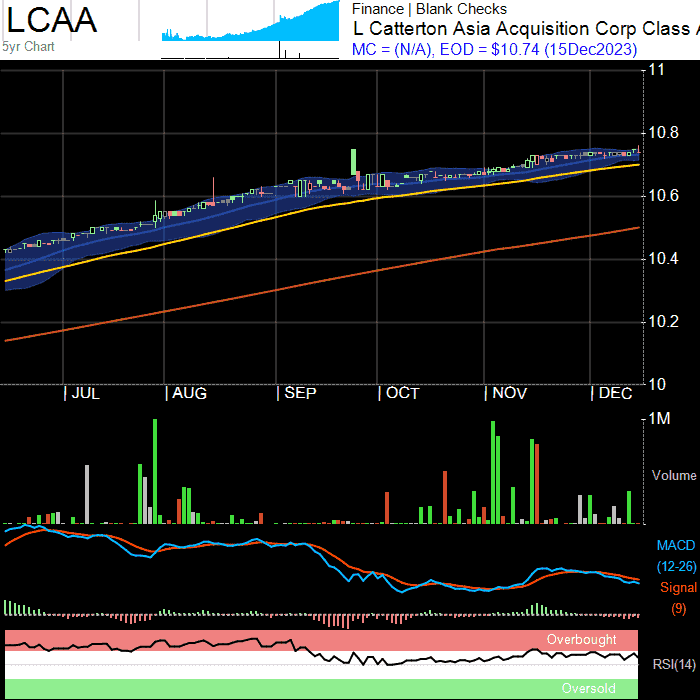 LCAA
5yr Chart
Finance | Blank Checks
L Catterton Asia Acquisition Corp Class A
MC = (N/A), EOD = $10.74 (15Dec2023)
11
10.8
10.6
10.4
10.2
10
JUL
AUG
SEP
OCT
NOV
DEC
1M
Volume
MACD
(12-26)
Signal
(9)
Overbought
RSI(14)
Oversold